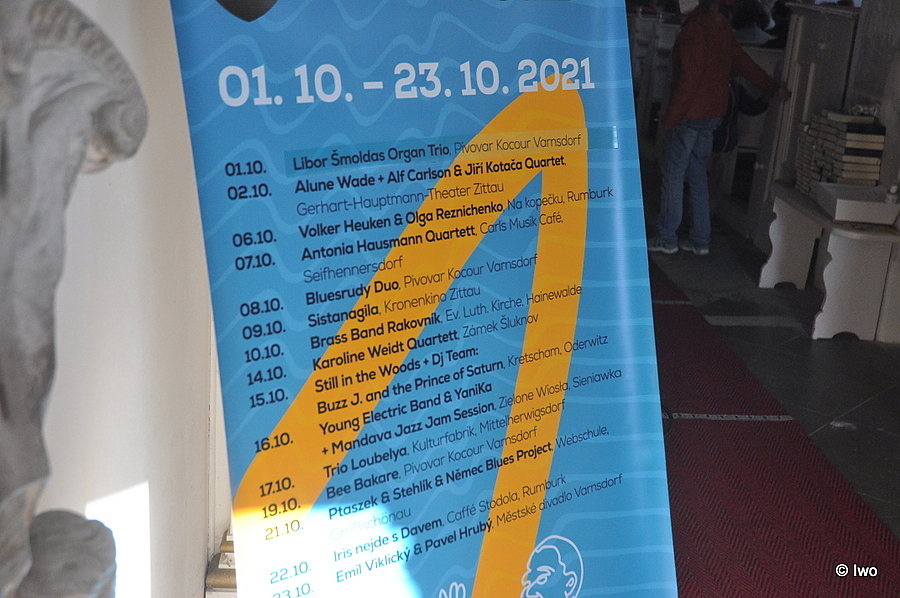 01. 10. – 23. 10. 2021
01.10. Libor Šmoldas Organ Trio, Pivovar Kocour Varnsdorf
02.10. Alune Wade + Alf Carlson & Jiří Kotača Quartet,
Gerhart-Hauptmann-Theater Zittau
06.10. Volker Heuken & Olga Reznichenko, Na kopečku, Rumburk
07.10. Antonia Hausmann Quartett, Carls Musik Café,
Seifhennersdorf
08.10. Bluesrudy Duo, Pivovar Kocour Varnsdorf
09.10. Sistanagila, Kronenkino Zittau
10.10. Brass Band Rakovník, Ev. Luth. Kirche, Hainewalde
14.10. Karoline Weidt Quartett, Zámek Šluknov
15.10. Still in the Woods + Dj Team:
Buzz J. and the Prince of Saturn, Kretscham, Oderwitz
16.10. Young Electric Band & YaniKa
+ Mandava Jazz Jam Session, Zielone Wiosła, Sieniawka
17.10. Trio Loubelya, Kulturfabrik, Mittelherwigsdorf
19.10. Bee Bakare, Pivovar Kocour Varnsdorf
21.10. Ptaszek & Stehlík & Němec Blues Project, Webschule,
Großschönau
22.10. Iris nejde s Davem, Caffé Stodola, Rumburk
23.10. Emil Viklický & Pavel Hrubý, Městské divadlo Varnsdorf
© Iwo